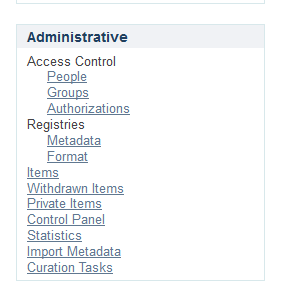 Administrative
Access Control
People
Groups
Authorizations
Registries
Metadata
Format
Items
Withdrawn Items
Private Items
Control Panel
Statistics
Import Metadata
Curation Tasks